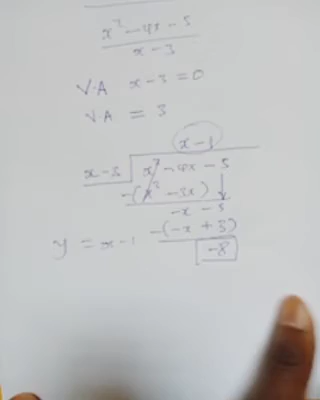 x² - 4x - 5
x - 3
V.A x - 3 = 0
V.A = 3
x - 1
x - 3 x² - 4x - 5
-(x² - 3x)
-x - 5
-(-x + 3)
y = x - 1
-8